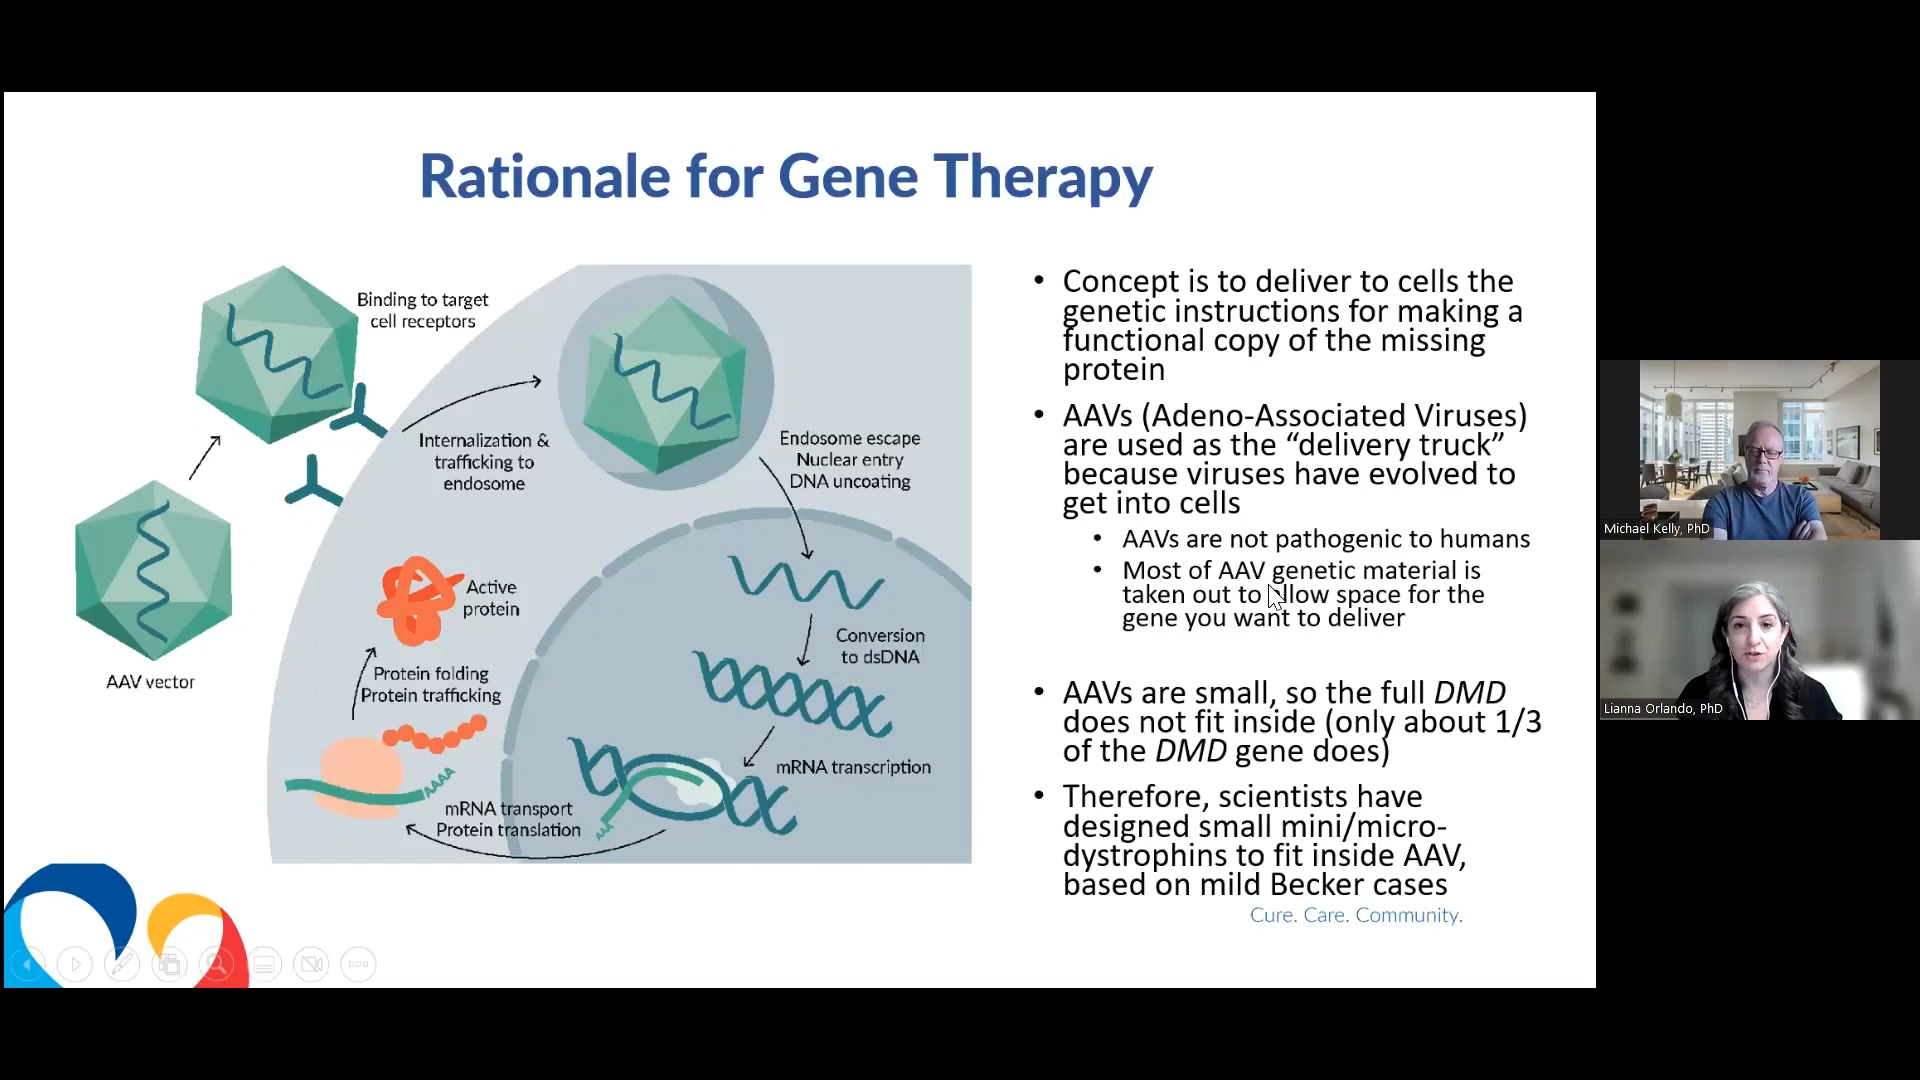 Rationale for Gene Therapy
Binding to target
cell receptors
Internalization &
trafficking to
endosome
Endosome escape
Nuclear entry
DNA uncoating
Active
protein
Conversion
to dsDNA
AAV vector
Protein folding
Protein trafficking
mRNA transcription
AAAA
mRNA transport
Protein translation
AAA
• Concept is to deliver to cells the
genetic instructions for making a
functional copy of the missing
protein
• AAVs (Adeno-Associated Viruses)
are used as the “delivery truck”
because viruses have evolved to
get into cells
• AAVs are not pathogenic to humans
• Most of AAV genetic material is
taken out to allow space for the
gene you want to deliver
• AAVs are small, so the full DMD
does not fit inside (only about 1/3
of the DMD gene does)
• Therefore, scientists have
designed small mini/micro-
dystrophins to fit inside AAV,
based on mild Becker cases
Cure. Care. Community.
Michael Kelly, PhD
Lianna Orlando, PhD